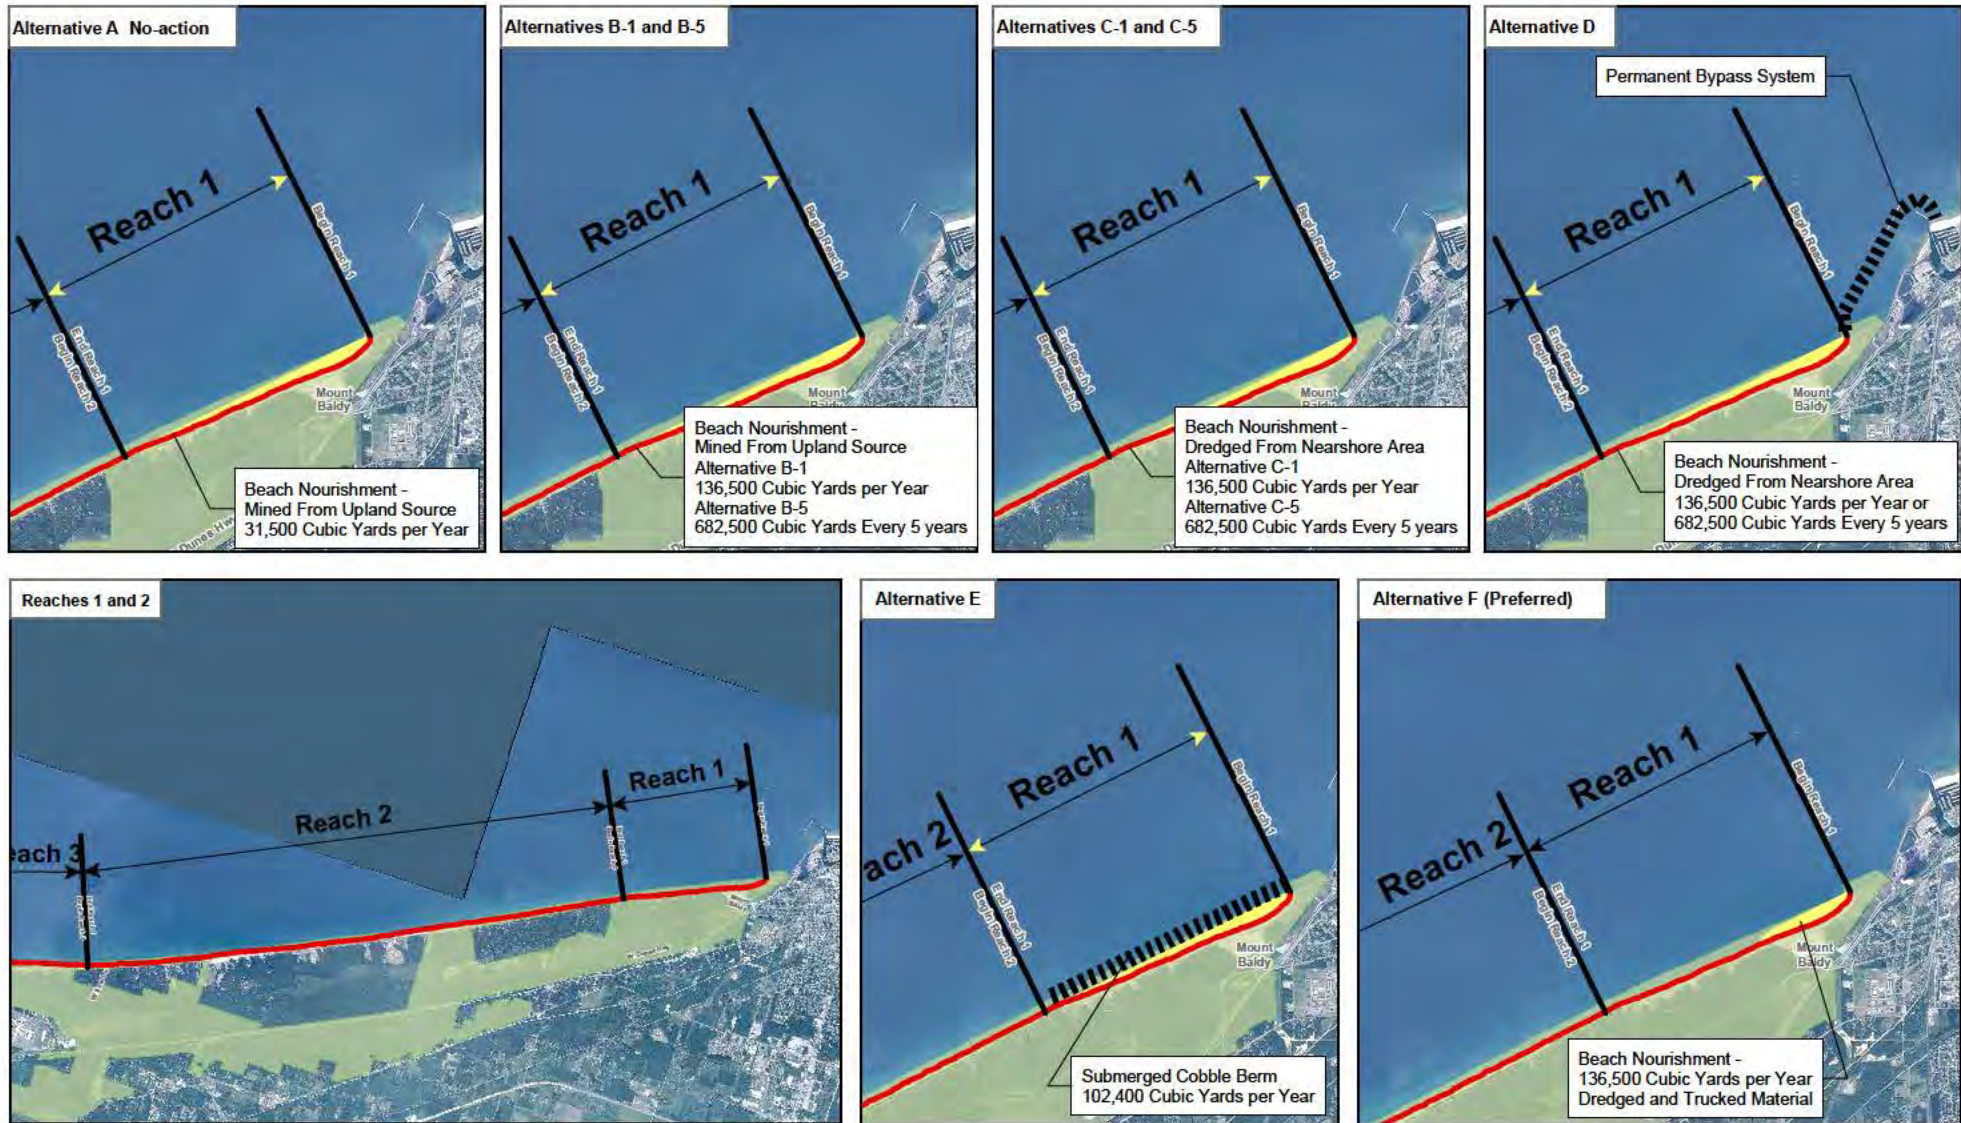 Alternative A No-action
Reach 1
Begin Reach 1
End Reach 1
Begin Reach 2
Mount
Baldy
Beach Nourishment -
Mined From Upland Source
31,500 Cubic Yards per Year
Alternatives B-1 and B-5
Reach 1
Begin Reach 1
End Reach 1
Begin Reach 2
Mount
Baldy
Beach Nourishment -
Mined From Upland Source
Alternative B-1
136,500 Cubic Yards per Year
Alternative B-5
682,500 Cubic Yards Every 5 years
Alternatives C-1 and C-5
Reach 1
Begin Reach 1
End Reach 1
Begin Reach 2
Mount
Baldy
Beach Nourishment -
Dredged From Nearshore Area
Alternative C-1
136,500 Cubic Yards per Year
Alternative C-5
682,500 Cubic Yards Every 5 years
Alternative D
Permanent Bypass System
Reach 1
Begin Reach 1
End Reach 1
Begin Reach 2
Mount
Baldy
Beach Nourishment -
Dredged From Nearshore Area
136,500 Cubic Yards per Year or
682,500 Cubic Yards Every 5 years
Reaches 1 and 2
Reach 1
Reach 2
each 3
Alternative E
Reach 1
Begin Reach 1
ach 2
End Reach 1
Begin Reach 2
Mount
Baldy
Submerged Cobble Berm
102,400 Cubic Yards per Year
Alternative F (Preferred)
Reach 1
Begin Reach 1
Reach 2
End Reach 1
Begin Reach 2
Mount
Baldy
Beach Nourishment -
136,500 Cubic Yards per Year
Dredged and Trucked Material